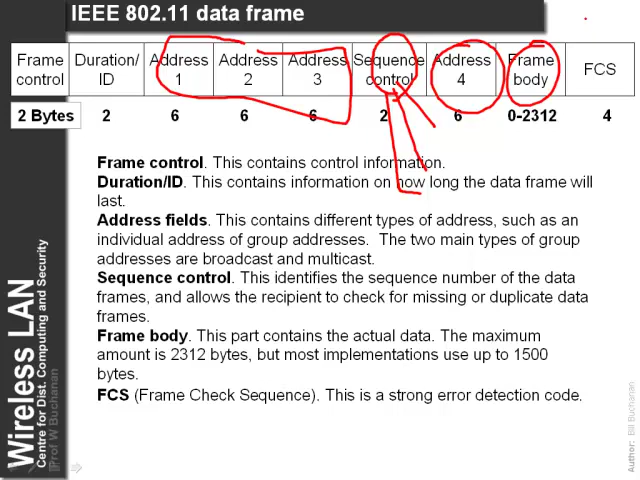 IEEE 802.11 data frame
Frame control Duration/ ID Address 1 Address 2 Address 3 Sequence control Address 4 Frame body FCS
2 Bytes 2 6 6 6 2 6 0-2312 4
Frame control. This contains control information.
Duration/ID. This contains information on how long the data frame will
last.
Address fields. This contains different types of address, such as an
individual address of group addresses. The two main types of group
addresses are broadcast and multicast.
Sequence control. This identifies the sequence number of the data
frames, and allows the recipient to check for missing or duplicate data
frames.
Frame body. This part contains the actual data. The maximum
amount is 2312 bytes, but most implementations use up to 1500
bytes.
FCS (Frame Check Sequence). This is a strong error detection code.
Wireless LAN
Centre for Dist. Computing and Security
Prof W Buchanan
Author: Bill Buchanan